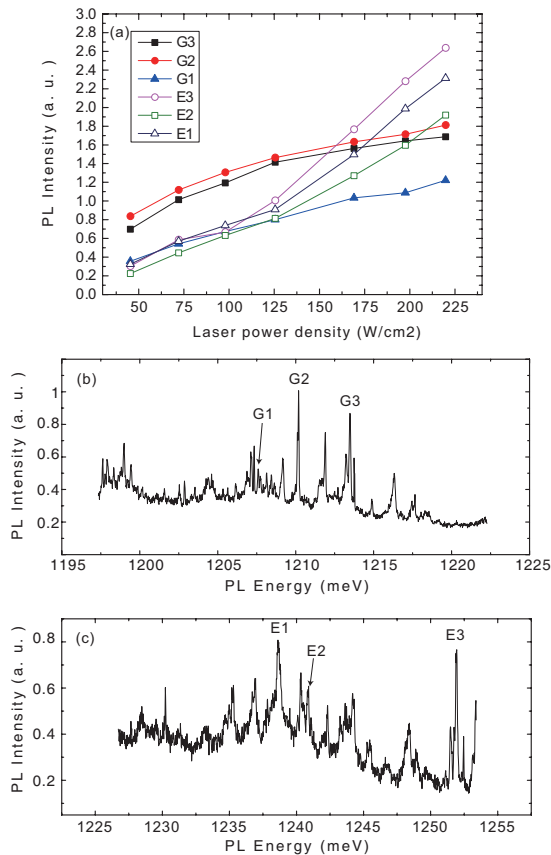 (a)
G3
G2
G1
E3
E2
E1
PL Intensity (a. u. )
3.0
2.8
2.6
2.4
2.2
2.0
1.8
1.6
1.4
1.2
1.0
0.8
0.6
0.4
0.2
0.0
50 75 100 125 150 175 200 225
Laser power density (W/cm2)
(b)
G1
G2
G3
PL Intensity (a. u. )
1
0.8
0.6
0.4
0.2
1195 1200 1205 1210 1215 1220 1225
PL Energy (meV)
(c)
E1
E2
E3
PL Intensity (a. u. )
0.8
0.6
0.4
0.2
1225 1230 1235 1240 1245 1250 1255
PL Energy (meV)